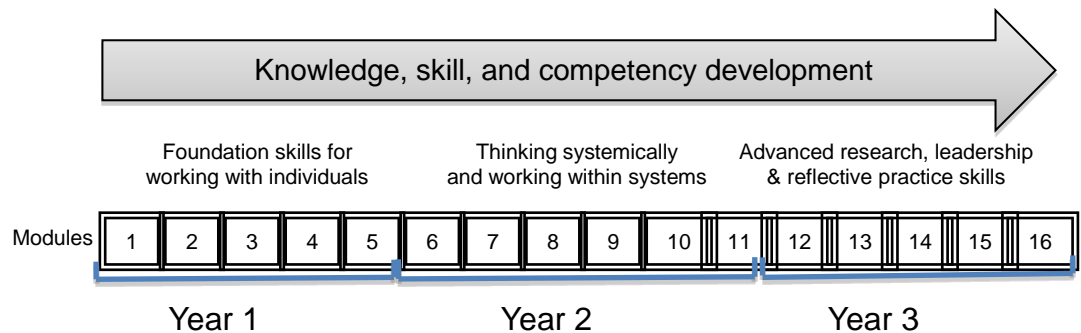 Knowledge, skill, and competency development
Foundation skills for
working with individuals
Thinking systemically
and working within systems
Advanced research, leadership
& reflective practice skills
Modules 1 2 3 4 5 6 7 8 9 10 11 12 13 14 15 16
Year 1 Year 2 Year 3